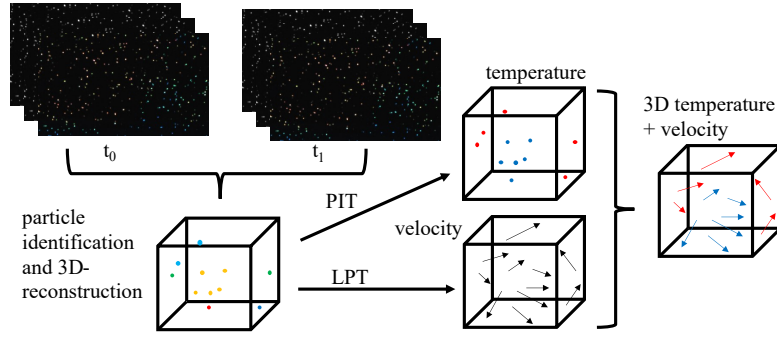 t0
t1
particle
identification
and 3D-
reconstruction
PIT
LPT
temperature
velocity
3D temperature
+ velocity